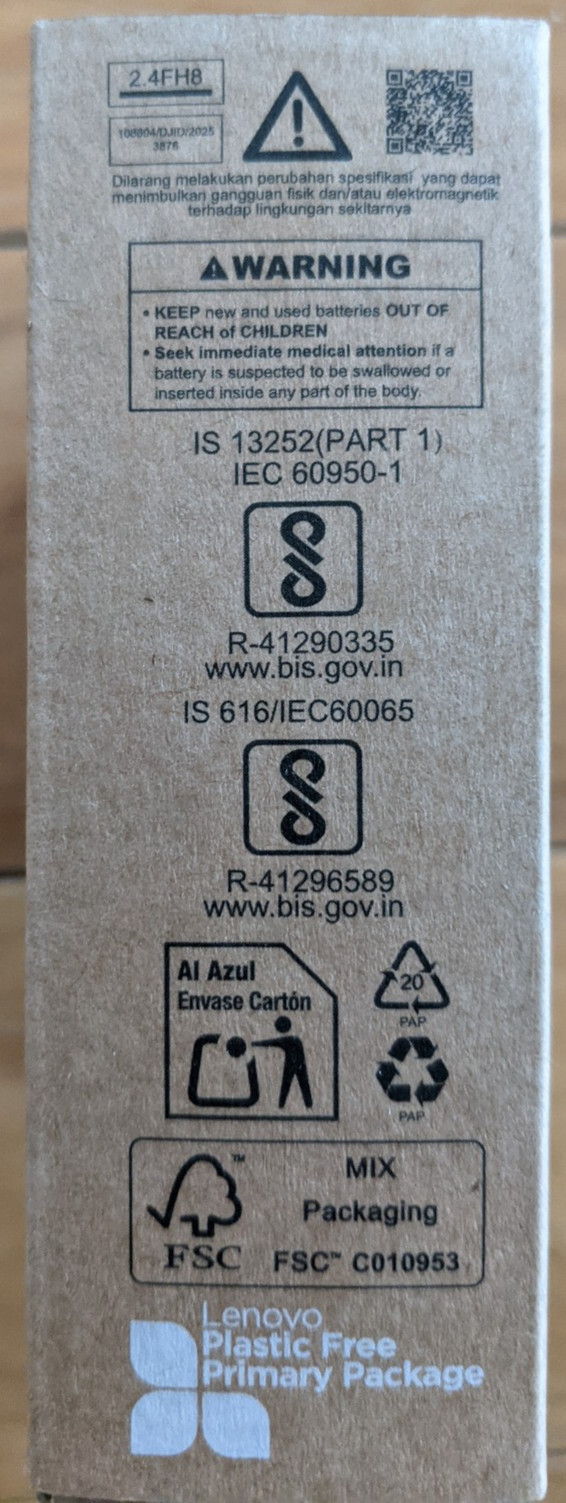 2.4FH8
108804/DJID/2025
3876
Dilarang melakukan perubahan spesifikasi yang dapat
menimbulkan gangguan fisik dan/atau elektromagnetik
terhadap lingkungan sekitarnya
WARNING
• KEEP new and used batteries OUT OF
REACH of CHILDREN
• Seek immediate medical attention if a
battery is suspected to be swallowed or
inserted inside any part of the body.
IS 13252(PART 1)
IEC 60950-1
R-41290335
www.bis.gov.in
IS 616/IEC60065
R-41296589
www.bis.gov.in
Al Azul
Envase Cartón
20
PAP
PAP
FSC™
MIX
Packaging
FSC™ C010953
Lenovo
Plastic Free
Primary Package